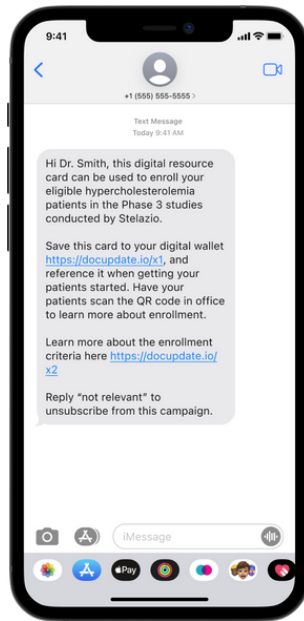 9:41
+1 (555) 555-5555 >
Text Message
Today 9:41 AM
Hi Dr. Smith, this digital resource
card can be used to enroll your
eligible hypercholesterolemia
patients in the Phase 3 studies
conducted by Stelazio.
Save this card to your digital wallet
https://docupdate.io/x1, and
reference it when getting your
patients started. Have your
patients scan the QR code in office
to learn more about enrollment.
Learn more about the enrollment
criteria here https://docupdate.io/
x2
Reply “not relevant” to
unsubscribe from this campaign.
iMessage
Pay